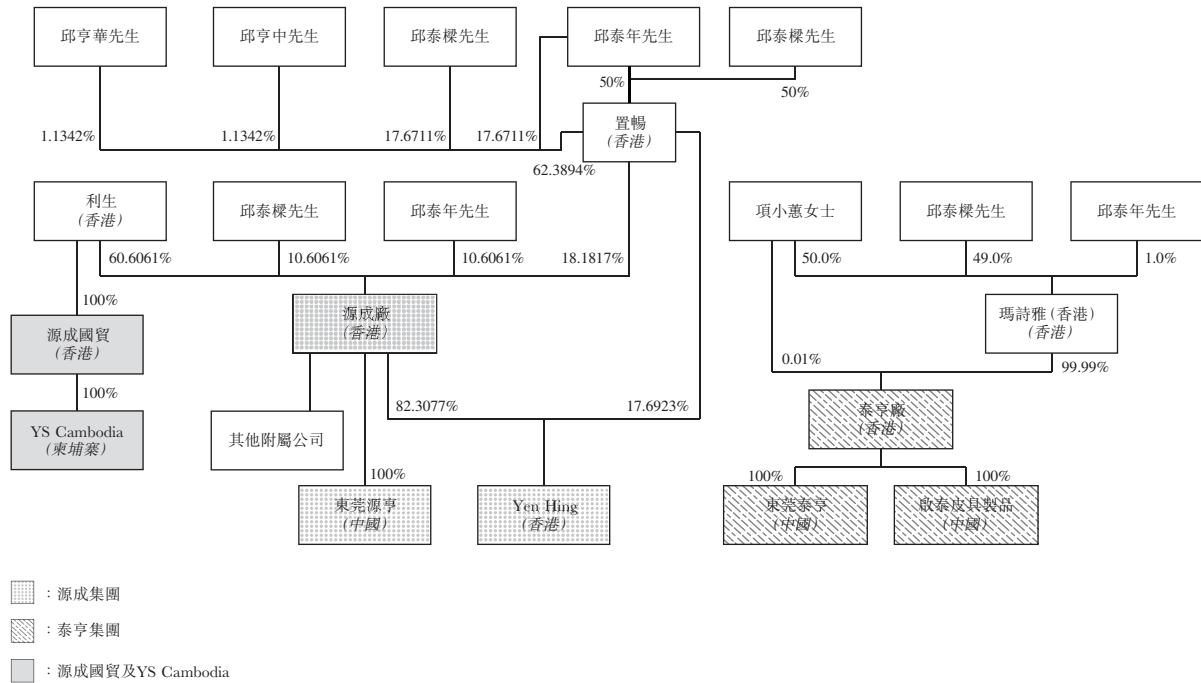 邱亨華先生
邱亨中先生
邱泰樑先生
邱泰年先生
邱泰樑先生
50%
50%
1.1342%
1.1342%
17.6711%
17.6711%
置暢
(香港)
62.3894%
利生
(香港)
邱泰樑先生
邱泰年先生
項小蕙女士
邱泰樑先生
邱泰年先生
60.6061%
10.6061%
10.6061%
18.1817%
50.0%
49.0%
1.0%
100%
源成國貿
(香港)
源成廠
(香港)
瑪詩雅(香港)
(香港)
0.01%
99.99%
100%
82.3077%
17.6923%
YS Cambodia
(柬埔寨)
其他附屬公司
泰亨廠
(香港)
100%
100%
100%
東莞源亨
(中國)
Yen Hing
(香港)
東莞泰亨
(中國)
啟泰皮具製品
(中國)
:源成集團
:泰亨集團
:源成國貿及YS Cambodia